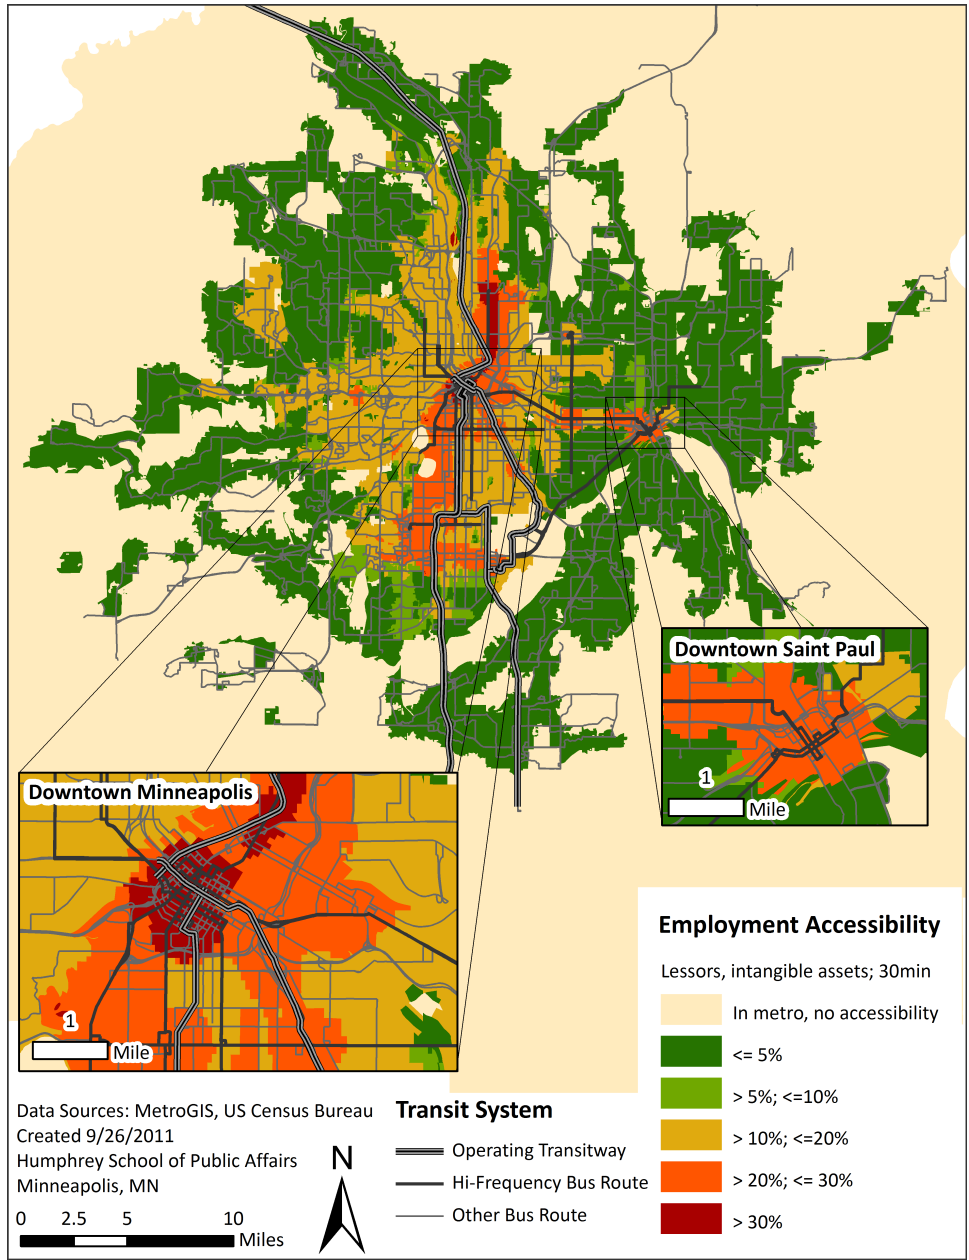 Downtown Saint Paul
1
Mile
Downtown Minneapolis
1
Mile
Employment Accessibility
Lessors, intangible assets; 30min
In metro, no accessibility
<= 5%
> 5%; <=10%
> 10%; <=20%
> 20%; <= 30%
> 30%
Data Sources: MetroGIS, US Census Bureau
Created 9/26/2011
Humphrey School of Public Affairs
Minneapolis, MN
0 2.5 5 10
Miles
N
Transit System
Operating Transitway
Hi-Frequency Bus Route
Other Bus Route